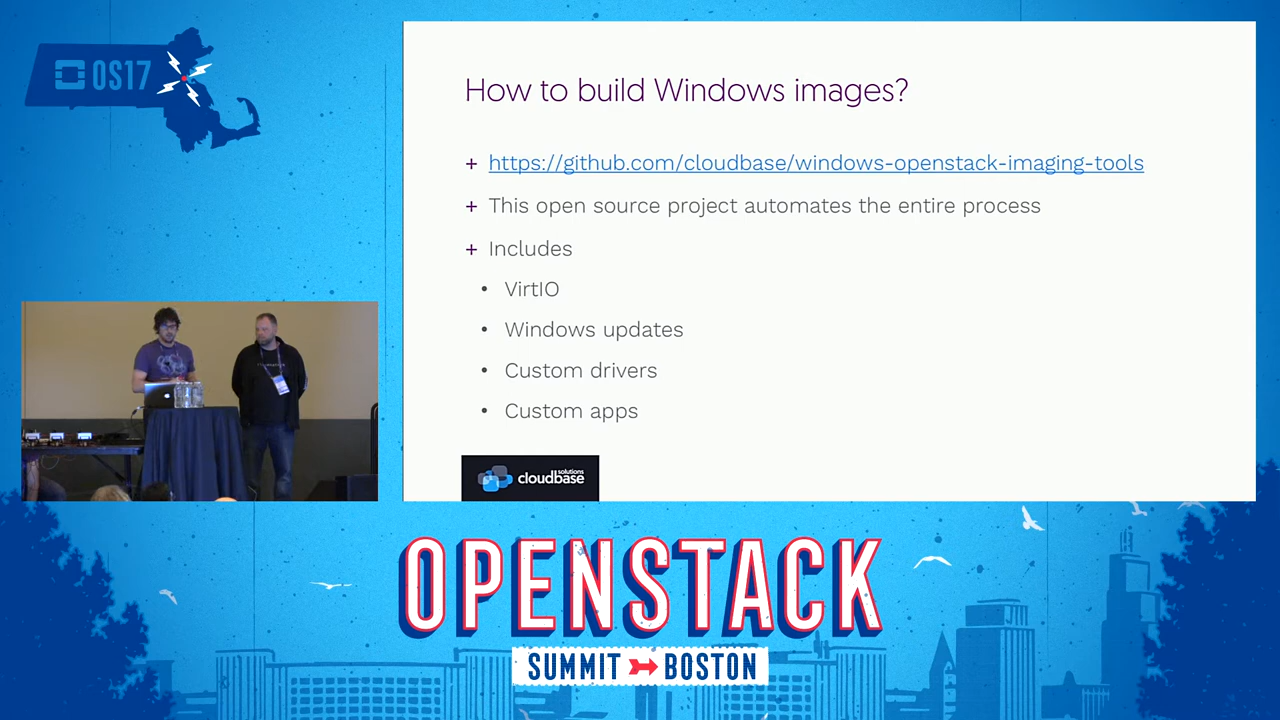 OS17
How to build Windows images?
+ https://github.com/cloudbase/windows-openstack-imaging-tools
+ This open source project automates the entire process
+ Includes
• VirtIO
• Windows updates
• Custom drivers
• Custom apps
cloudbase
solutions
OPENSTACK
SUMMIT BOSTON